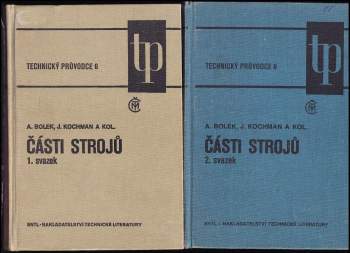 TECHNICKÝ PRŮVODCE 6
tp
A. BOLEK, J. KOCHMAN A KOL.
ČÁSTI STROJŮ
1. svazek
SNTL - NAKLADATELSTVÍ TECHNICKÉ LITERATURY
TECHNICKÝ PRŮVODCE 6
tp
A. BOLEK, J. KOCHMAN A KOL.
ČÁSTI STROJŮ
2. svazek
SNTL - NAKLADATELSTVÍ TECHNICKÉ LITERATURY